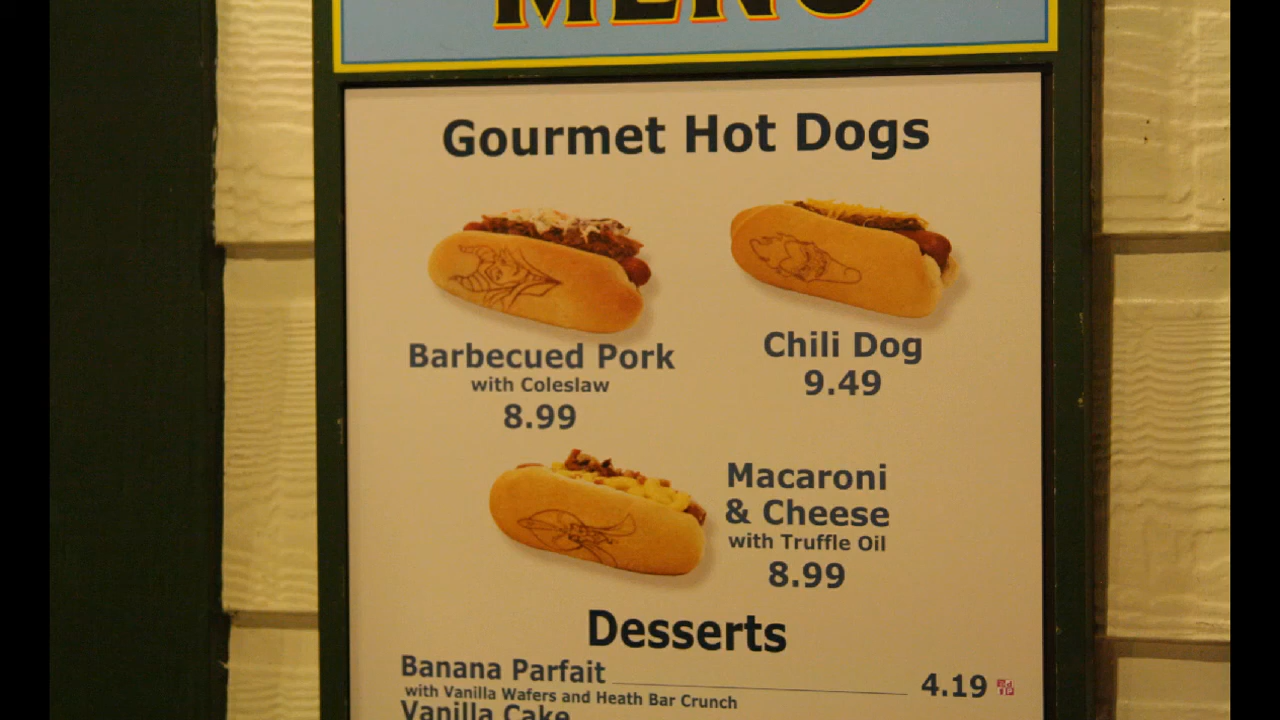 MENU
Gourmet Hot Dogs
Barbecued Pork
with Coleslaw
8.99
Chili Dog
9.49
Macaroni
& Cheese
with Truffle Oil
8.99
Desserts
Banana Parfait 4.19
with Vanilla Wafers and Heath Bar Crunch
Vanilla Cake